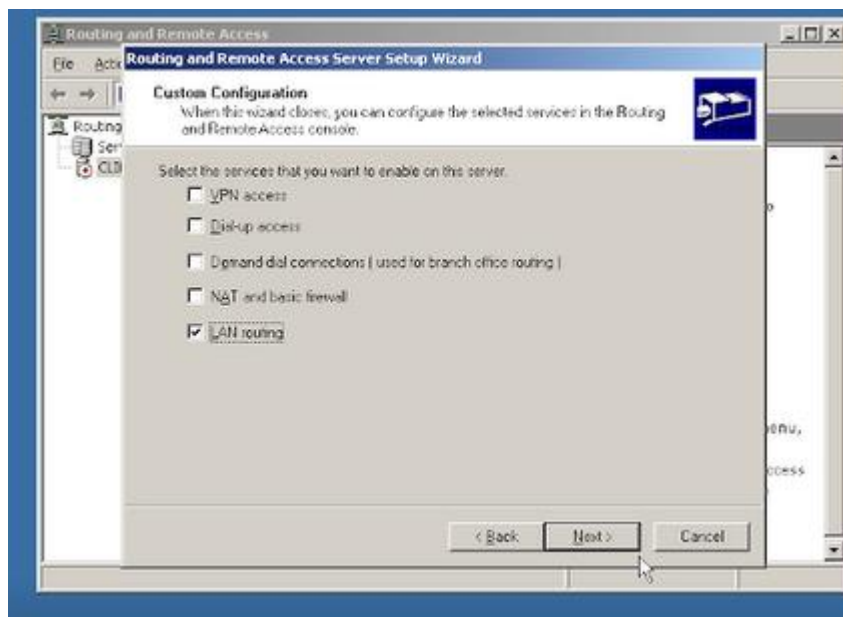 Routing and Remote Access
File
Routing and Remote Access Server Setup Wizard
Custom Configuration
When this wizard closes, you can configure the selected services in the Routing
and Remote Access console.
Routing
Select the services that you want to enable on this server.
VPN access
Dial-up access
Demand dial connections ( used for branch office routing )
NAT and basic firewall
LAN routing
enu,
ccess
< Back
Next >
Cancel